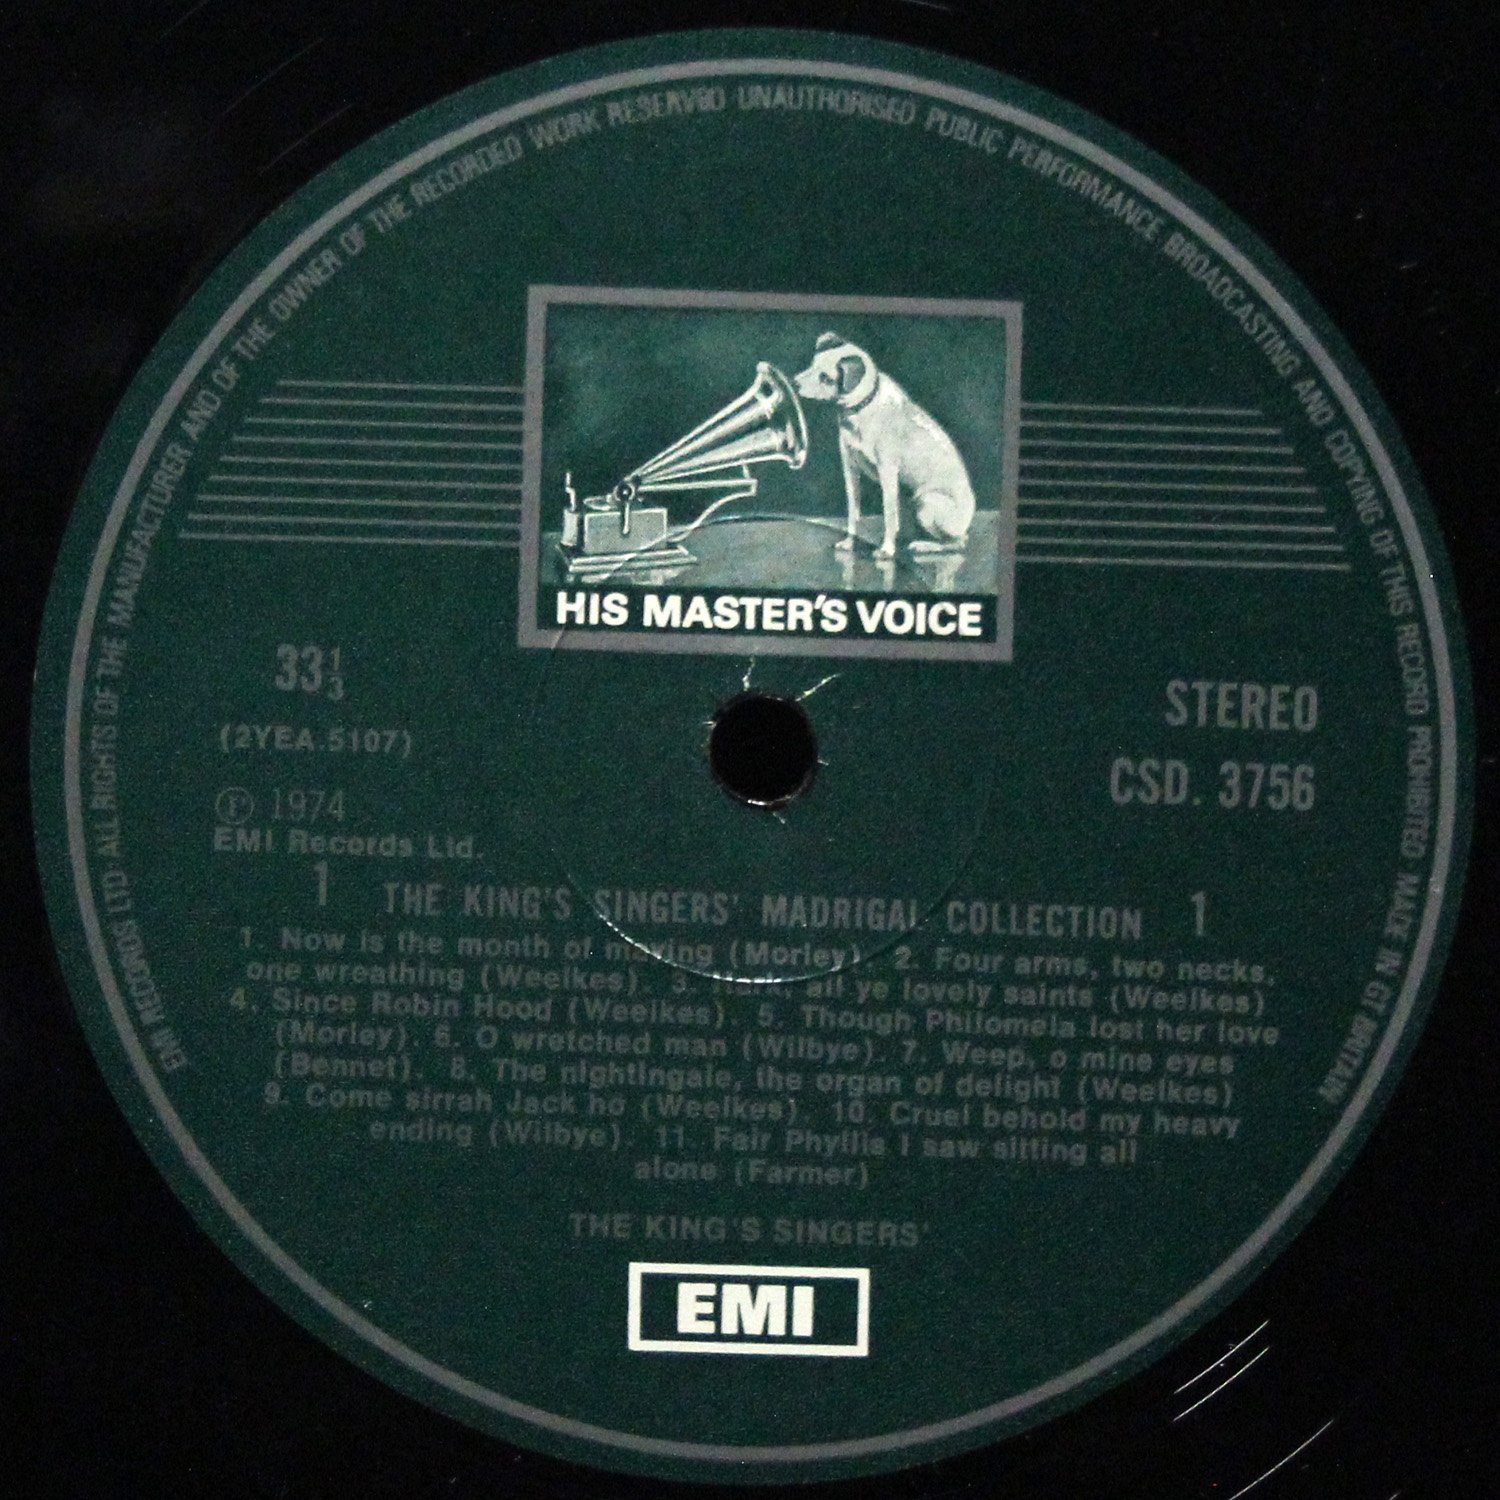 EMI RECORDS LTD· ALL RIGHTS OF THE MANUFACTURER AND OF THE OWNER OF THE RECORDED WORK RESERVED UNAUTHORISED PUBLIC PERFORMANCE BROADCASTING AND COPYING OF THIS RECORD PROHIBITED MADE IN GT BRITAIN
HIS MASTER'S VOICE
33⅓
STEREO
(2YEA.5107)
CSD. 3756
℗ 1974
EMI Records Ltd.
1 THE KING'S SINGERS' MADRIGAL COLLECTION 1
1. Now is the month of maying (Morley). 2. Four arms, two necks,
one wreathing (Weelkes). 3. Hark, all ye lovely saints (Weelkes)
4. Since Robin Hood (Weelkes). 5. Though Philomela lost her love
(Morley). 6. O wretched man (Wilbye). 7. Weep, o mine eyes
(Bennet). 8. The nightingale, the organ of delight (Weelkes)
9. Come sirrah Jack ho (Weelkes). 10. Cruel behold my heavy
ending (Wilbye). 11. Fair Phyllis I saw sitting all
alone (Farmer)
THE KING'S SINGERS'
EMI